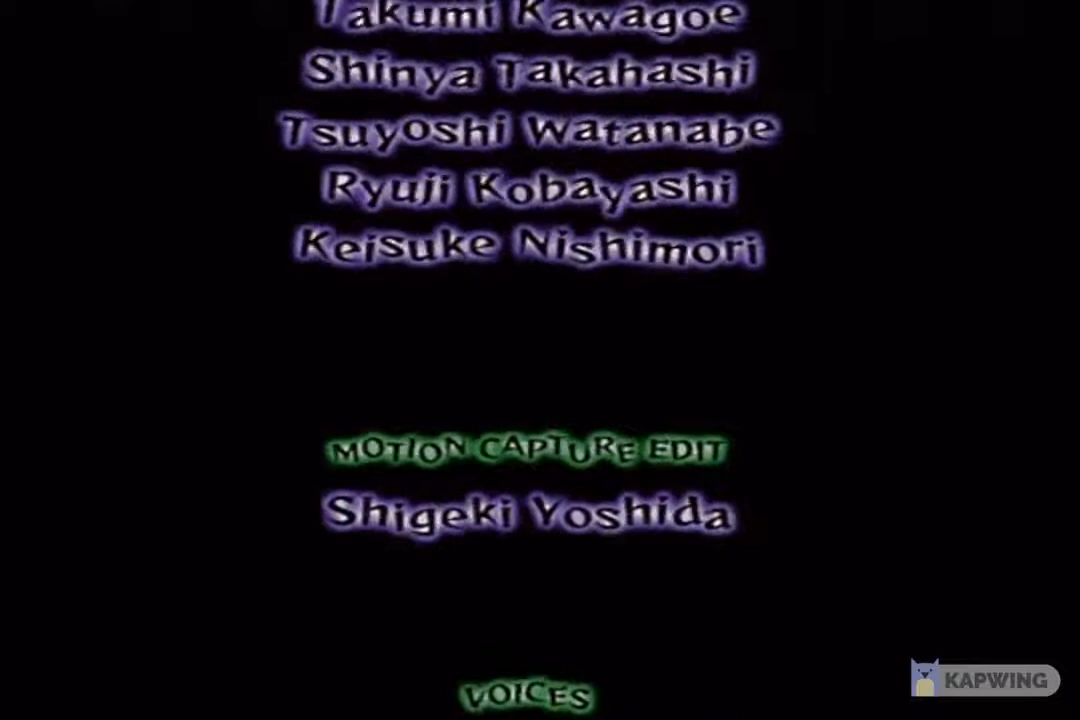 Takumi Kawagoe
Shinya Takahashi
Tsuyoshi Watanabe
Ryuji Kobayashi
Keisuke Nishimori
MOTION CAPTURE EDIT
Shigeki Yoshida
VOICES
KAPWING